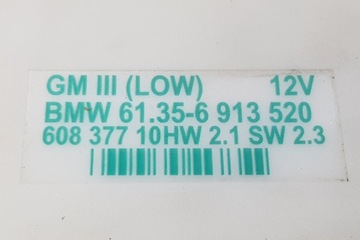 GM III (LOW) 12V
BMW 61.35-6 913 520
608 377 10HW 2.1 SW 2.3